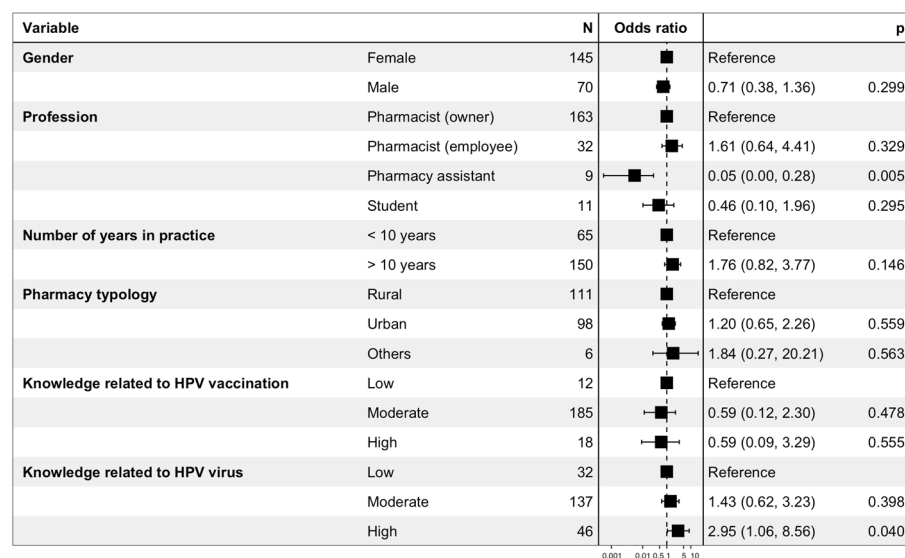 Variable N Odds ratio p
Gender Female 145 Reference
Male 70 0.71 (0.38, 1.36) 0.299
Profession Pharmacist (owner) 163 Reference
Pharmacist (employee) 32 1.61 (0.64, 4.41) 0.329
Pharmacy assistant 9 0.05 (0.00, 0.28) 0.005
Student 11 0.46 (0.10, 1.96) 0.295
Number of years in practice < 10 years 65 Reference
> 10 years 150 1.76 (0.82, 3.77) 0.146
Pharmacy typology Rural 111 Reference
Urban 98 1.20 (0.65, 2.26) 0.559
Others 6 1.84 (0.27, 20.21) 0.563
Knowledge related to HPV vaccination Low 12 Reference
Moderate 185 0.59 (0.12, 2.30) 0.478
High 18 0.59 (0.09, 3.29) 0.555
Knowledge related to HPV virus Low 32 Reference
Moderate 137 1.43 (0.62, 3.23) 0.398
High 46 2.95 (1.06, 8.56) 0.040
0.001 0.01 0.5 1 5 10